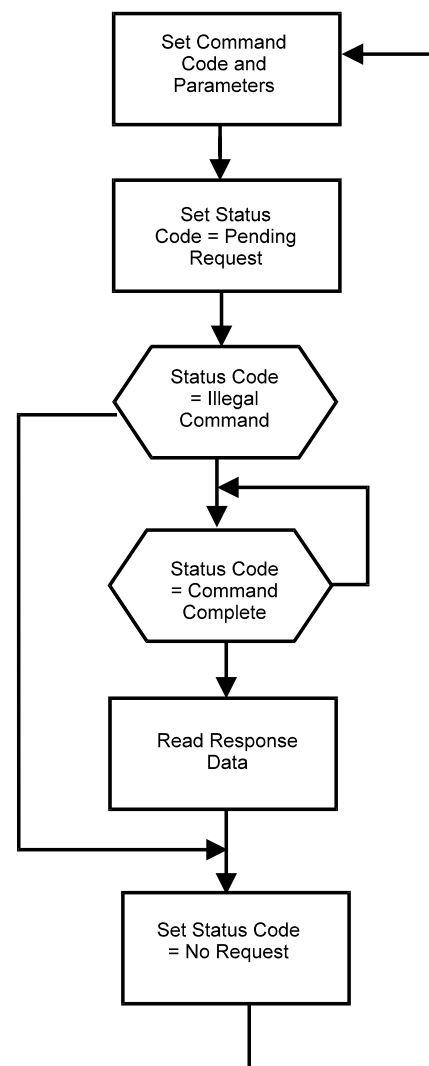 Set Command
Code and
Parameters
Set Status
Code = Pending
Request
Status Code
= Illegal
Command
Status Code
= Command
Complete
Read Response
Data
Set Status Code
= No Request